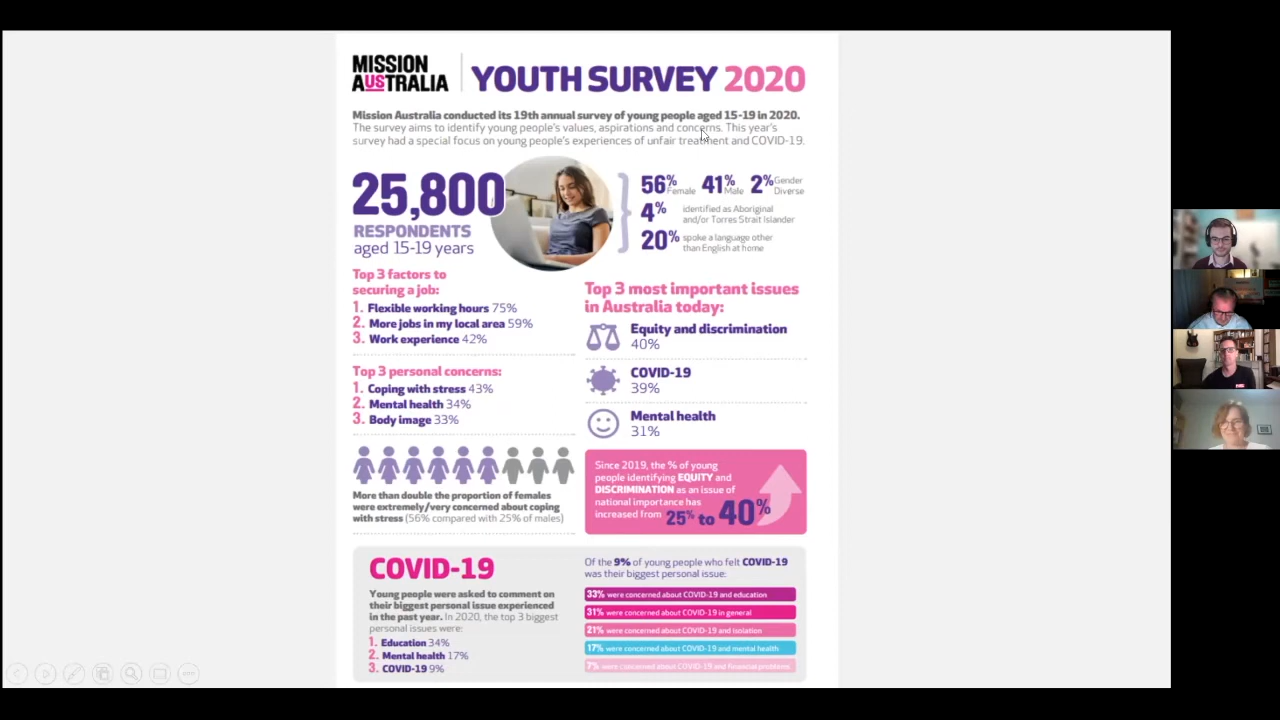 MISSION
AUSTRALIA
YOUTH SURVEY 2020
Mission Australia conducted its 19th annual survey of young people aged 15-19 in 2020.
The survey aims to identify young people's values, aspirations and concerns. This year's
survey had a special focus on young people's experiences of unfair treatment and COVID-19.
25,800
RESPONDENTS
aged 15-19 years
56% Female 41% Male 2% Gender Diverse
4% identified as Aboriginal
and/or Torres Strait Islander
20% spoke a language other
than English at home
Top 3 factors to
securing a job:
1. Flexible working hours 75%
2. More jobs in my local area 59%
3. Work experience 42%
Top 3 personal concerns:
1. Coping with stress 43%
2. Mental health 34%
3. Body image 33%
More than double the proportion of females
were extremely/very concerned about coping
with stress (56% compared with 25% of males)
Top 3 most important issues
in Australia today:
Equity and discrimination
40%
COVID-19
39%
Mental health
31%
Since 2019, the % of young
people identifying EQUITY and
DISCRIMINATION as an issue of
national importance has
increased from 25% to 40%
COVID-19
Young people were asked to comment on
their biggest personal issue experienced
in the past year. In 2020, the top 3 biggest
personal issues were:
1. Education 34%
2. Mental health 17%
3. COVID-19 9%
Of the 9% of young people who felt COVID-19
was their biggest personal issue:
33% were concerned about COVID-19 and education
31% were concerned about COVID-19 in general
21% were concerned about COVID-19 and isolation
17% were concerned about COVID-19 and mental health
7% were concerned about COVID-19 and financial problems